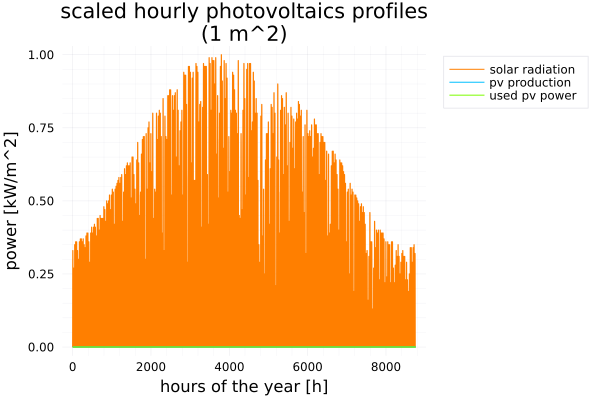 scaled hourly photovoltaics profiles
(1 m^2)
solar radiation
pv production
used pv power
power [kW/m^2]
1.00
0.75
0.50
0.25
0.00
0
2000
4000
6000
8000
hours of the year [h]